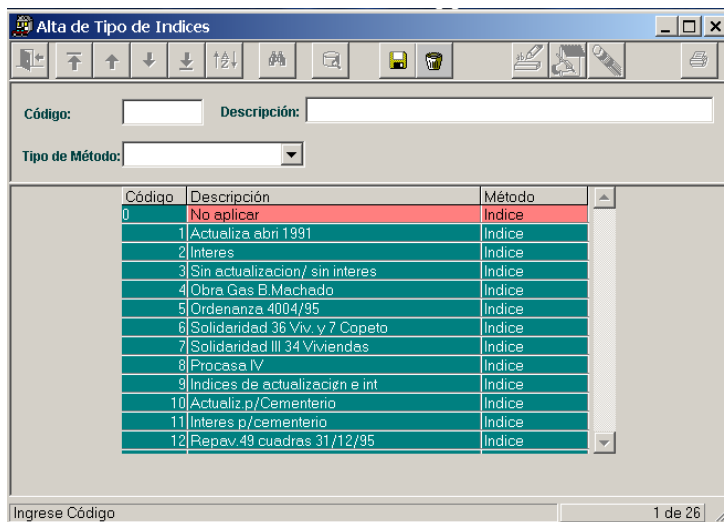 Alta de Tipo de Indices
Código:
Descripción:
Tipo de Método:
Código Descripción Método
0 No aplicar Indice
1 Actualiza abri 1991 Indice
2 Interes Indice
3 Sin actualizacion/ sin interes Indice
4 Obra Gas B.Machado Indice
5 Ordenanza 4004/95 Indice
6 Solidaridad 36 Viv. y 7 Copeto Indice
7 Solidaridad III 34 Viviendas Indice
8 Procasa IV Indice
9 Indices de actualizaciøn e int Indice
10 Actualiz.p/Cementerio Indice
11 Interes p/cementerio Indice
12 Repav.49 cuadras 31/12/95 Indice
Ingrese Código 1 de 26